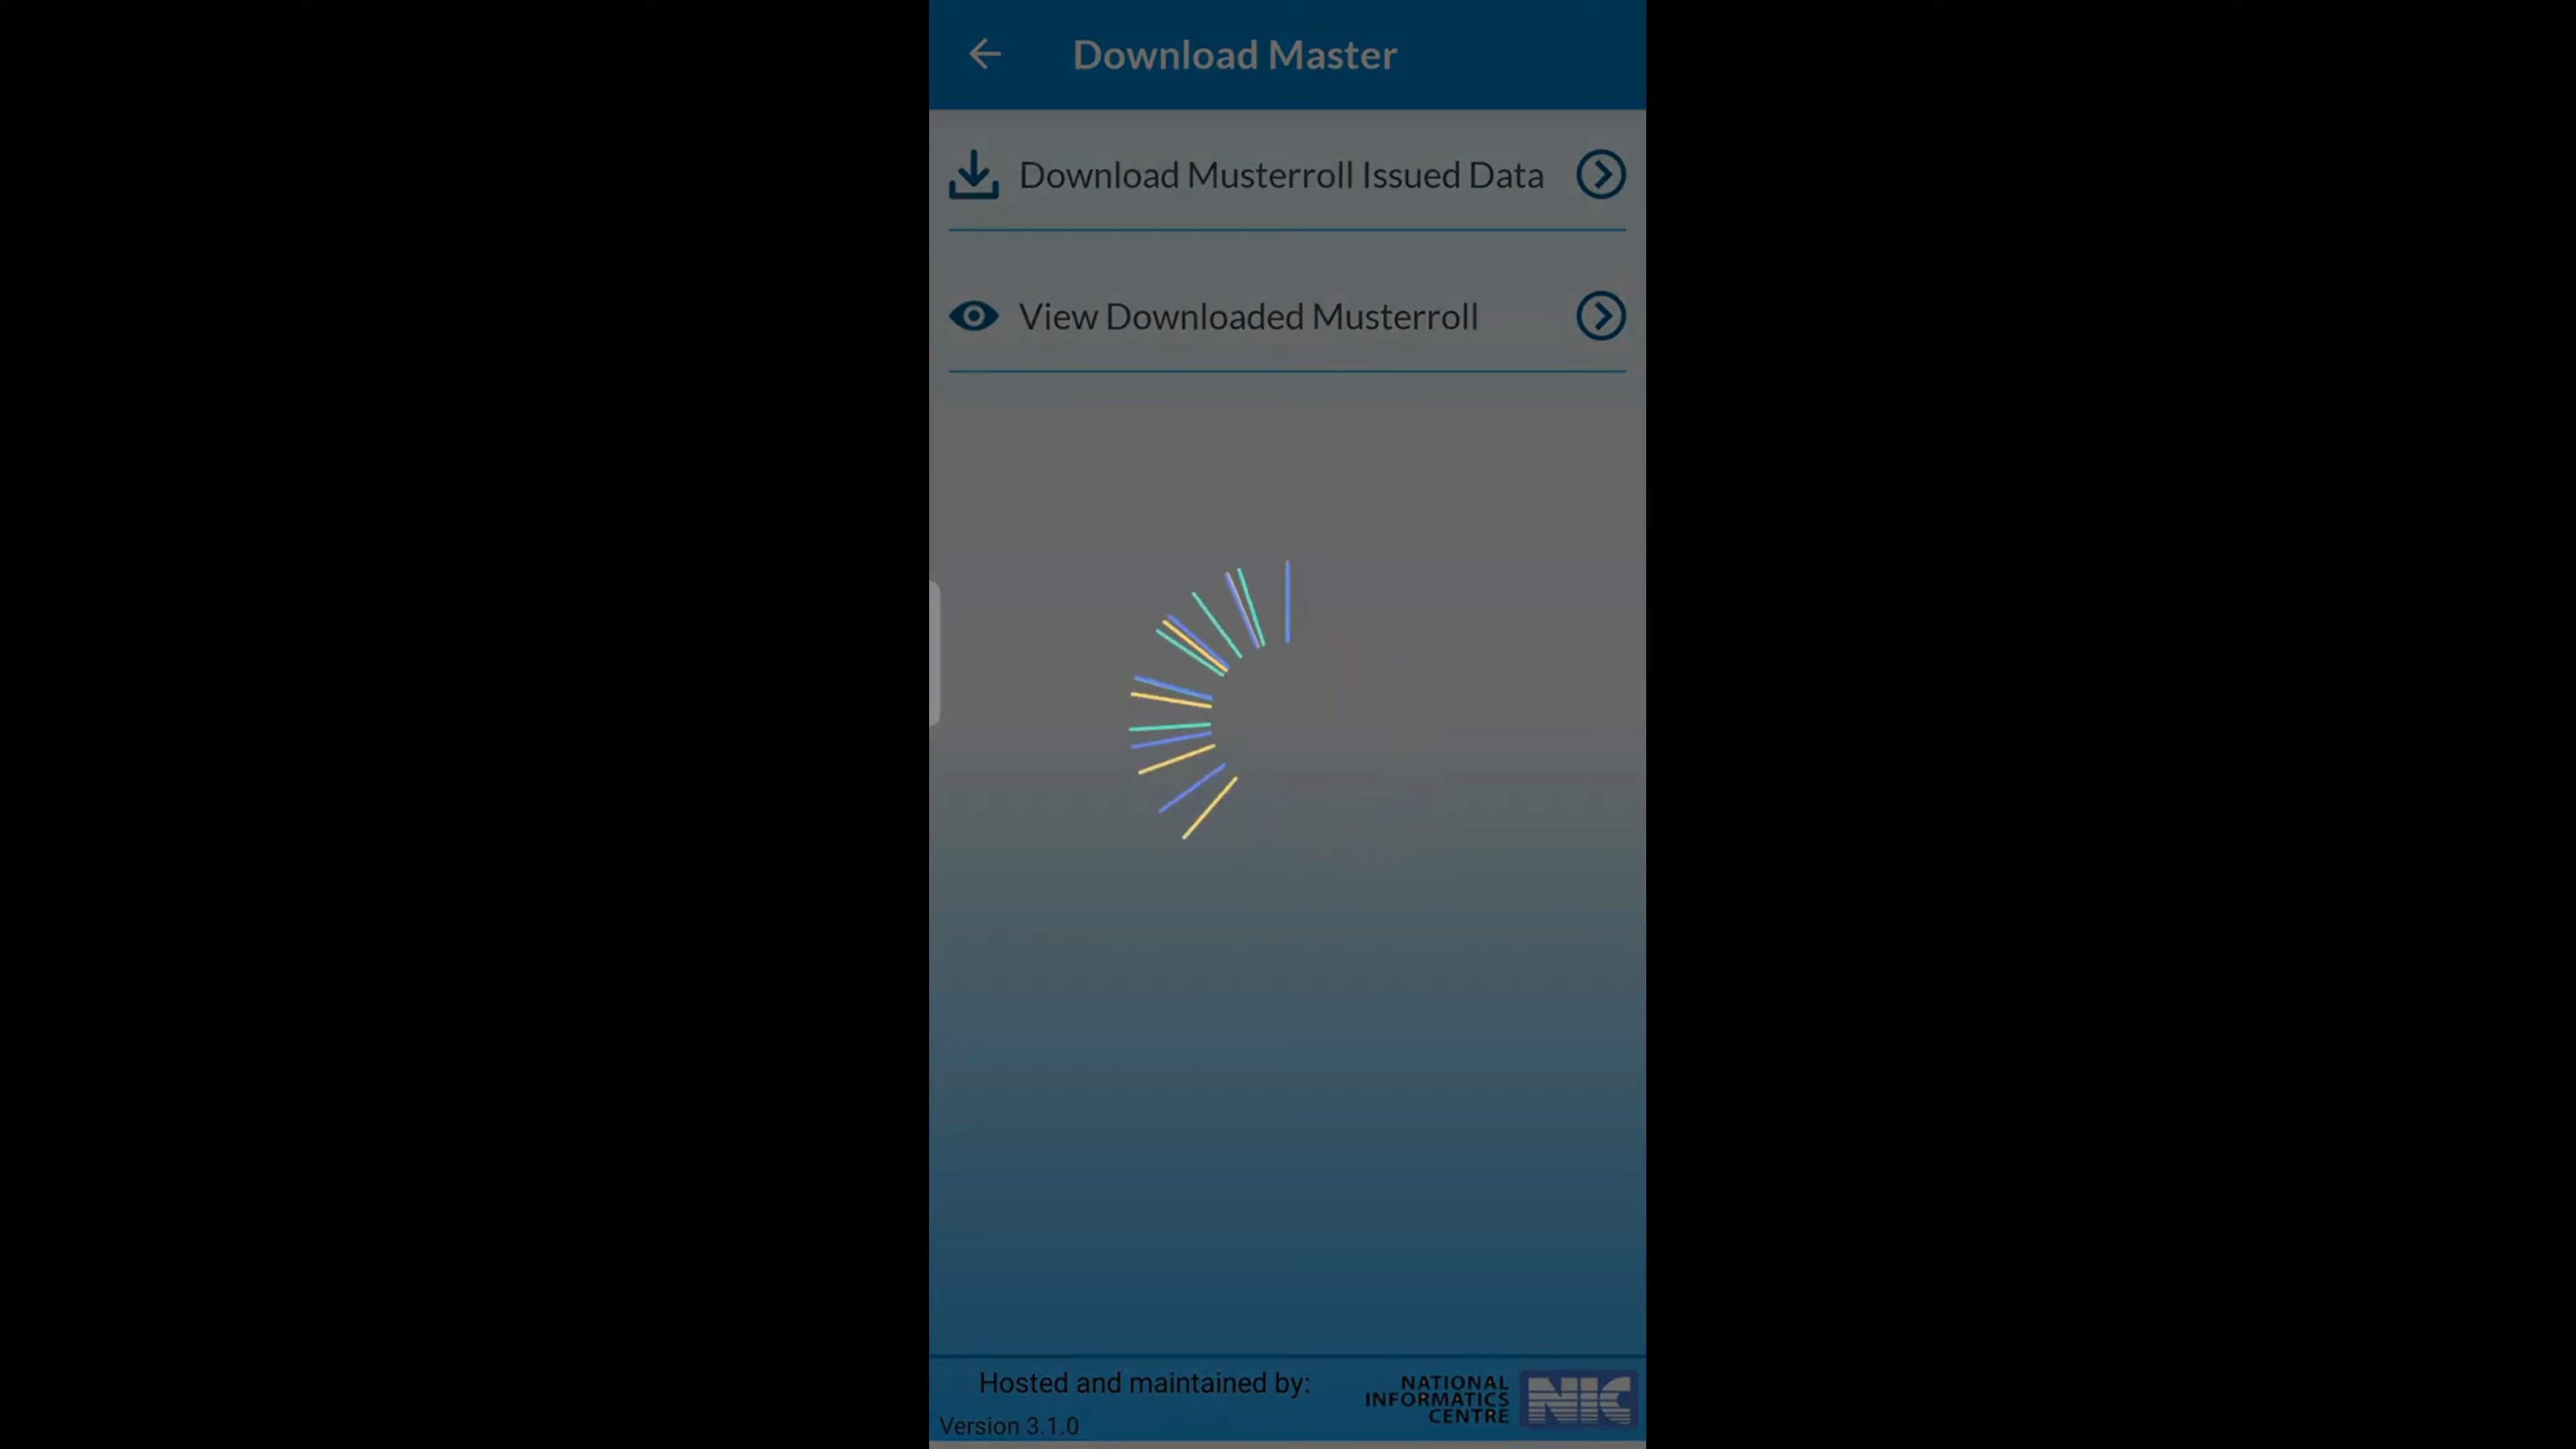 Download Master
Download Musterroll Issued Data
View Downloaded Musterroll
Hosted and maintained by:
NATIONAL
INFORMATICS
CENTRE
NIC
Version 3.1.0